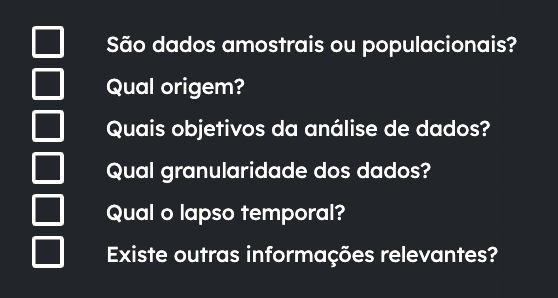 São dados amostrais ou populacionais?
Qual origem?
Quais objetivos da análise de dados?
Qual granularidade dos dados?
Qual o lapso temporal?
Existe outras informações relevantes?